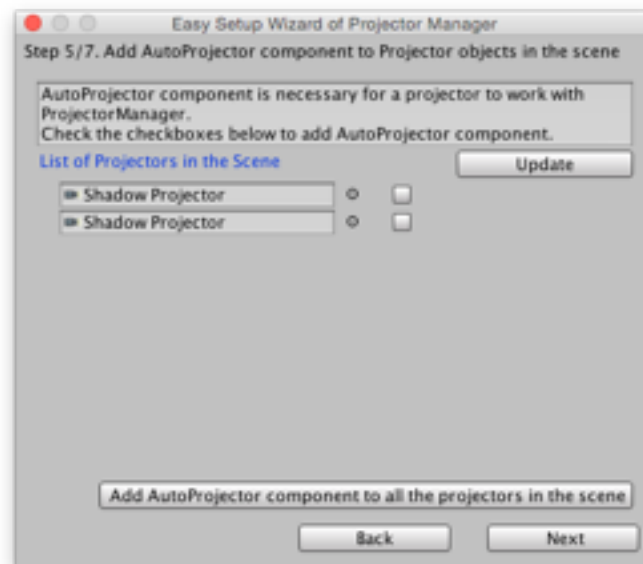 Easy Setup Wizard of Projector Manager
Step 5/7. Add AutoProjector component to Projector objects in the scene
AutoProjector component is necessary for a projector to work with
ProjectorManager.
Check the checkboxes below to add AutoProjector component.
List of Projectors in the Scene
Update
Shadow Projector
Shadow Projector
Add AutoProjector component to all the projectors in the scene
Back
Next